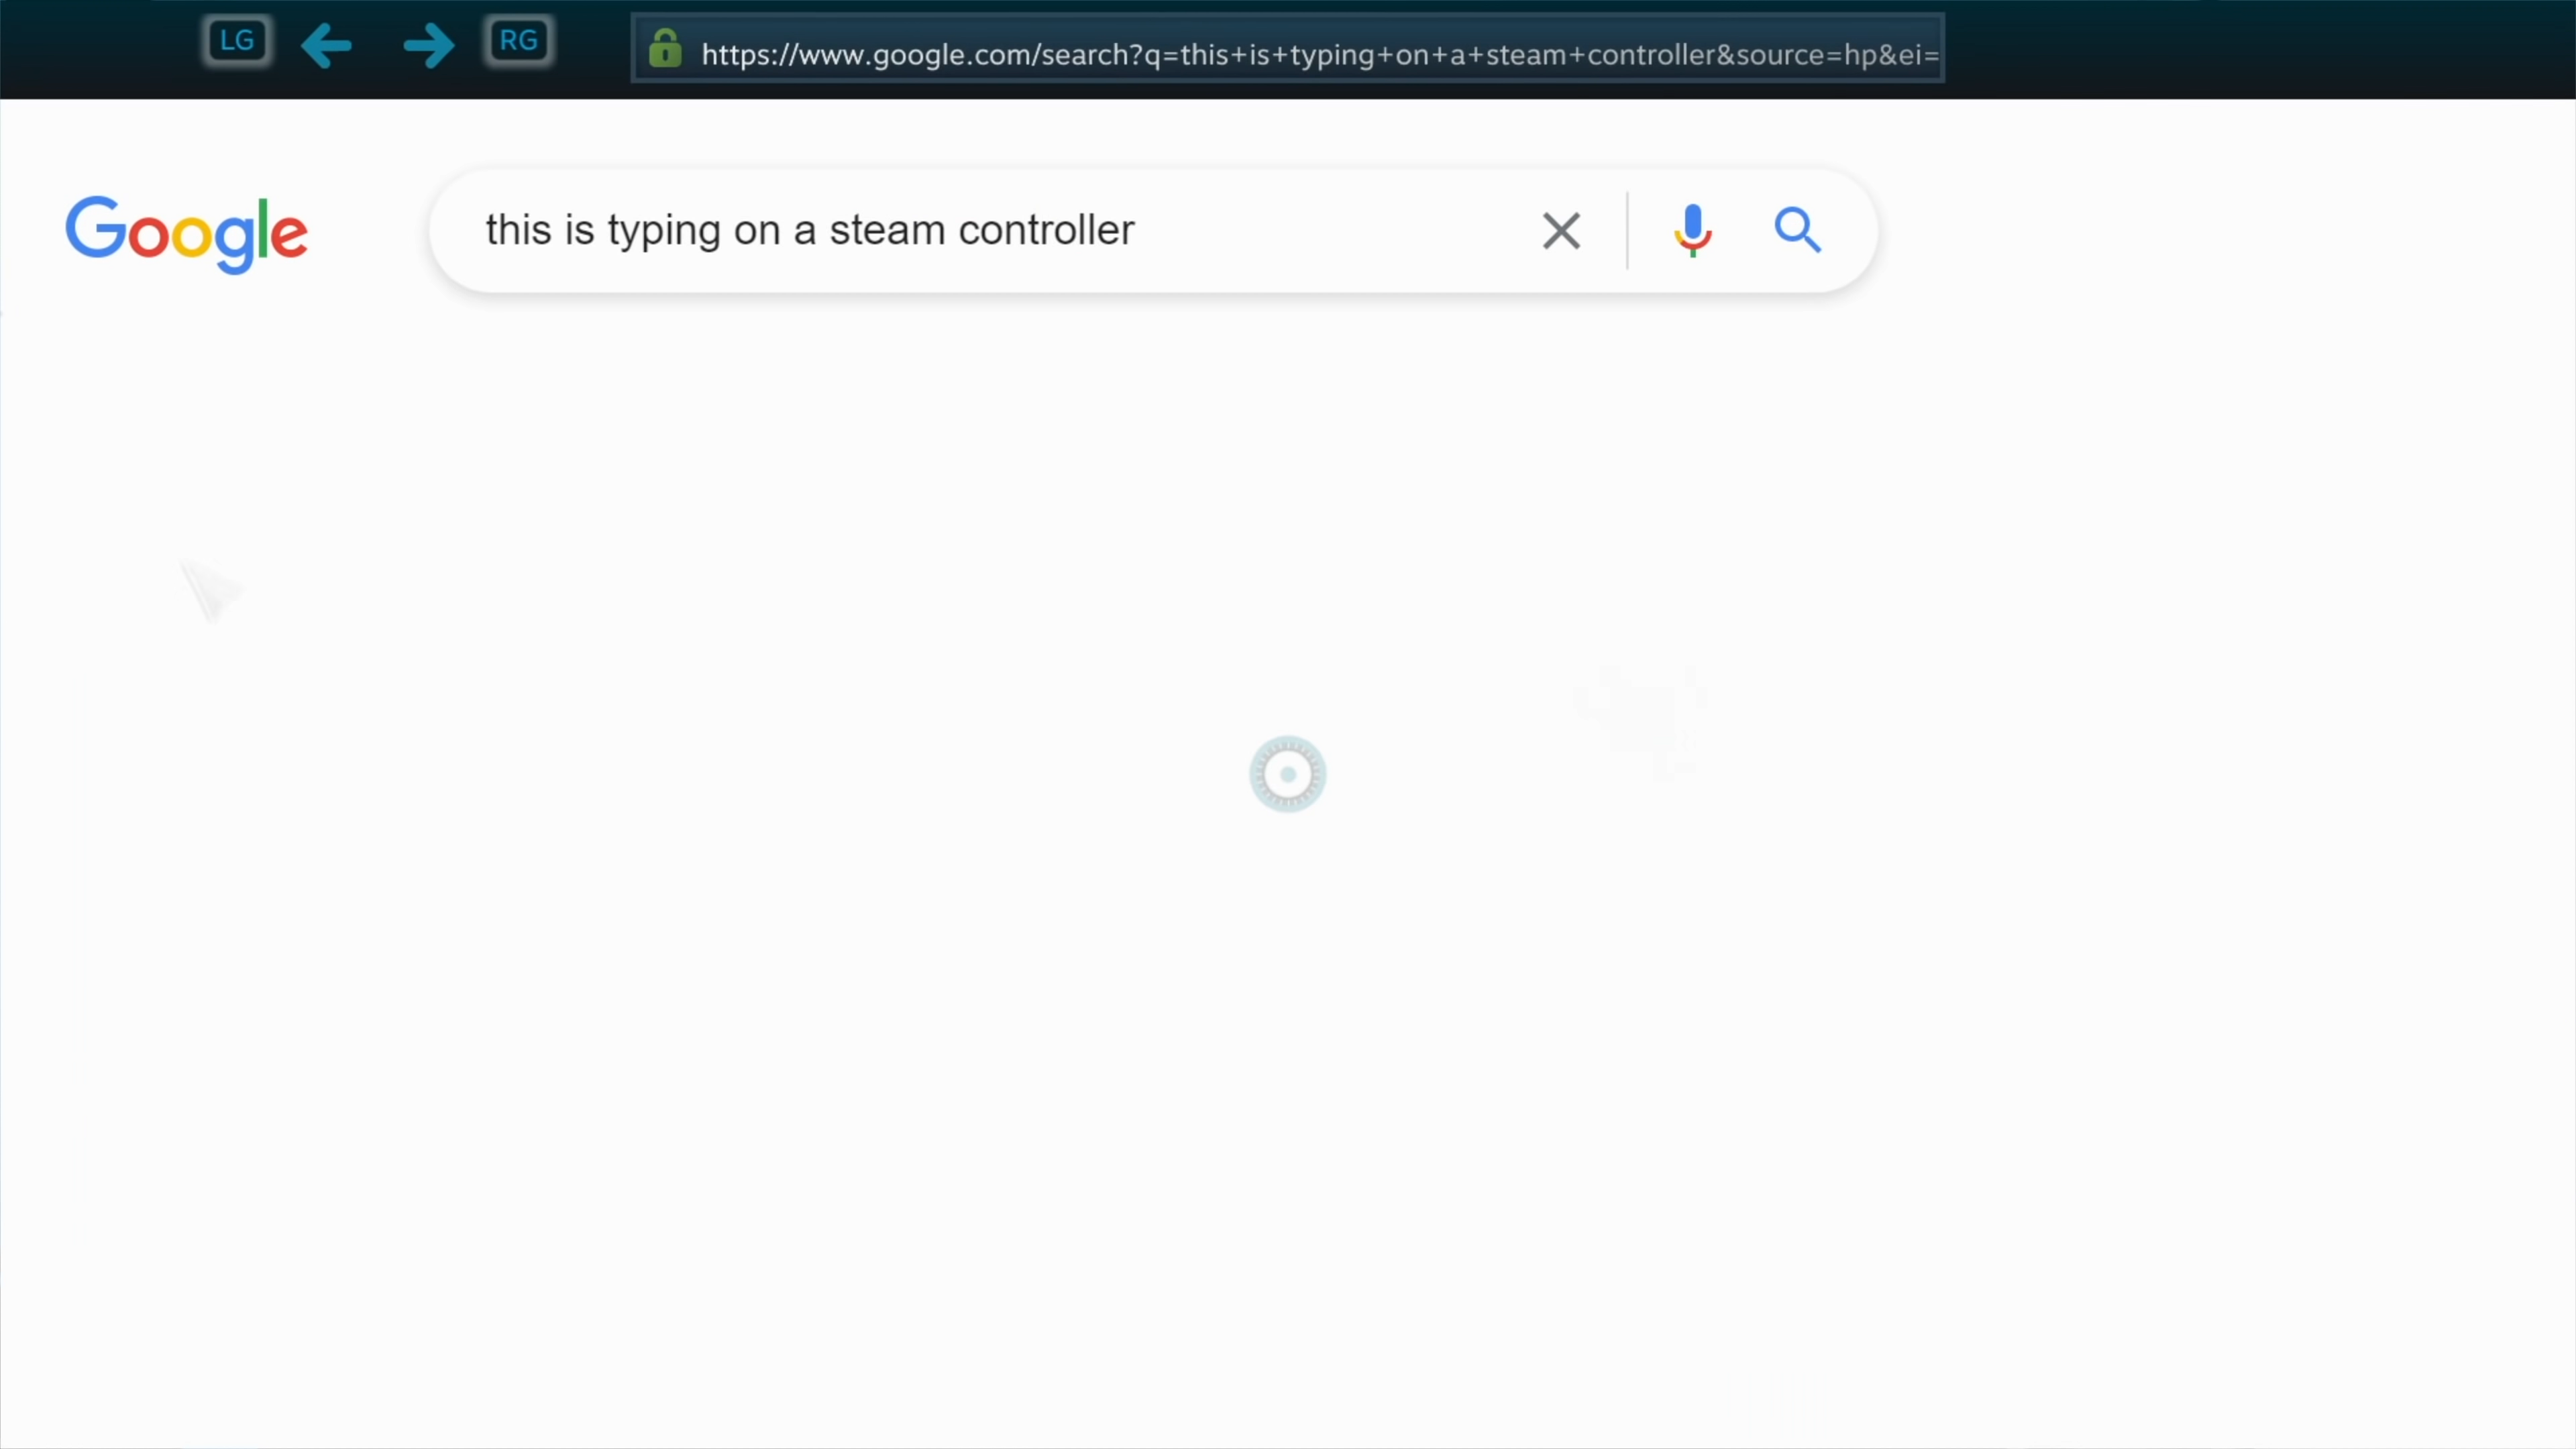 LG
RG
https://www.google.com/search?q=this+is+typing+on+a+steam+controller&source=hp&ei=
Google
this is typing on a steam controller